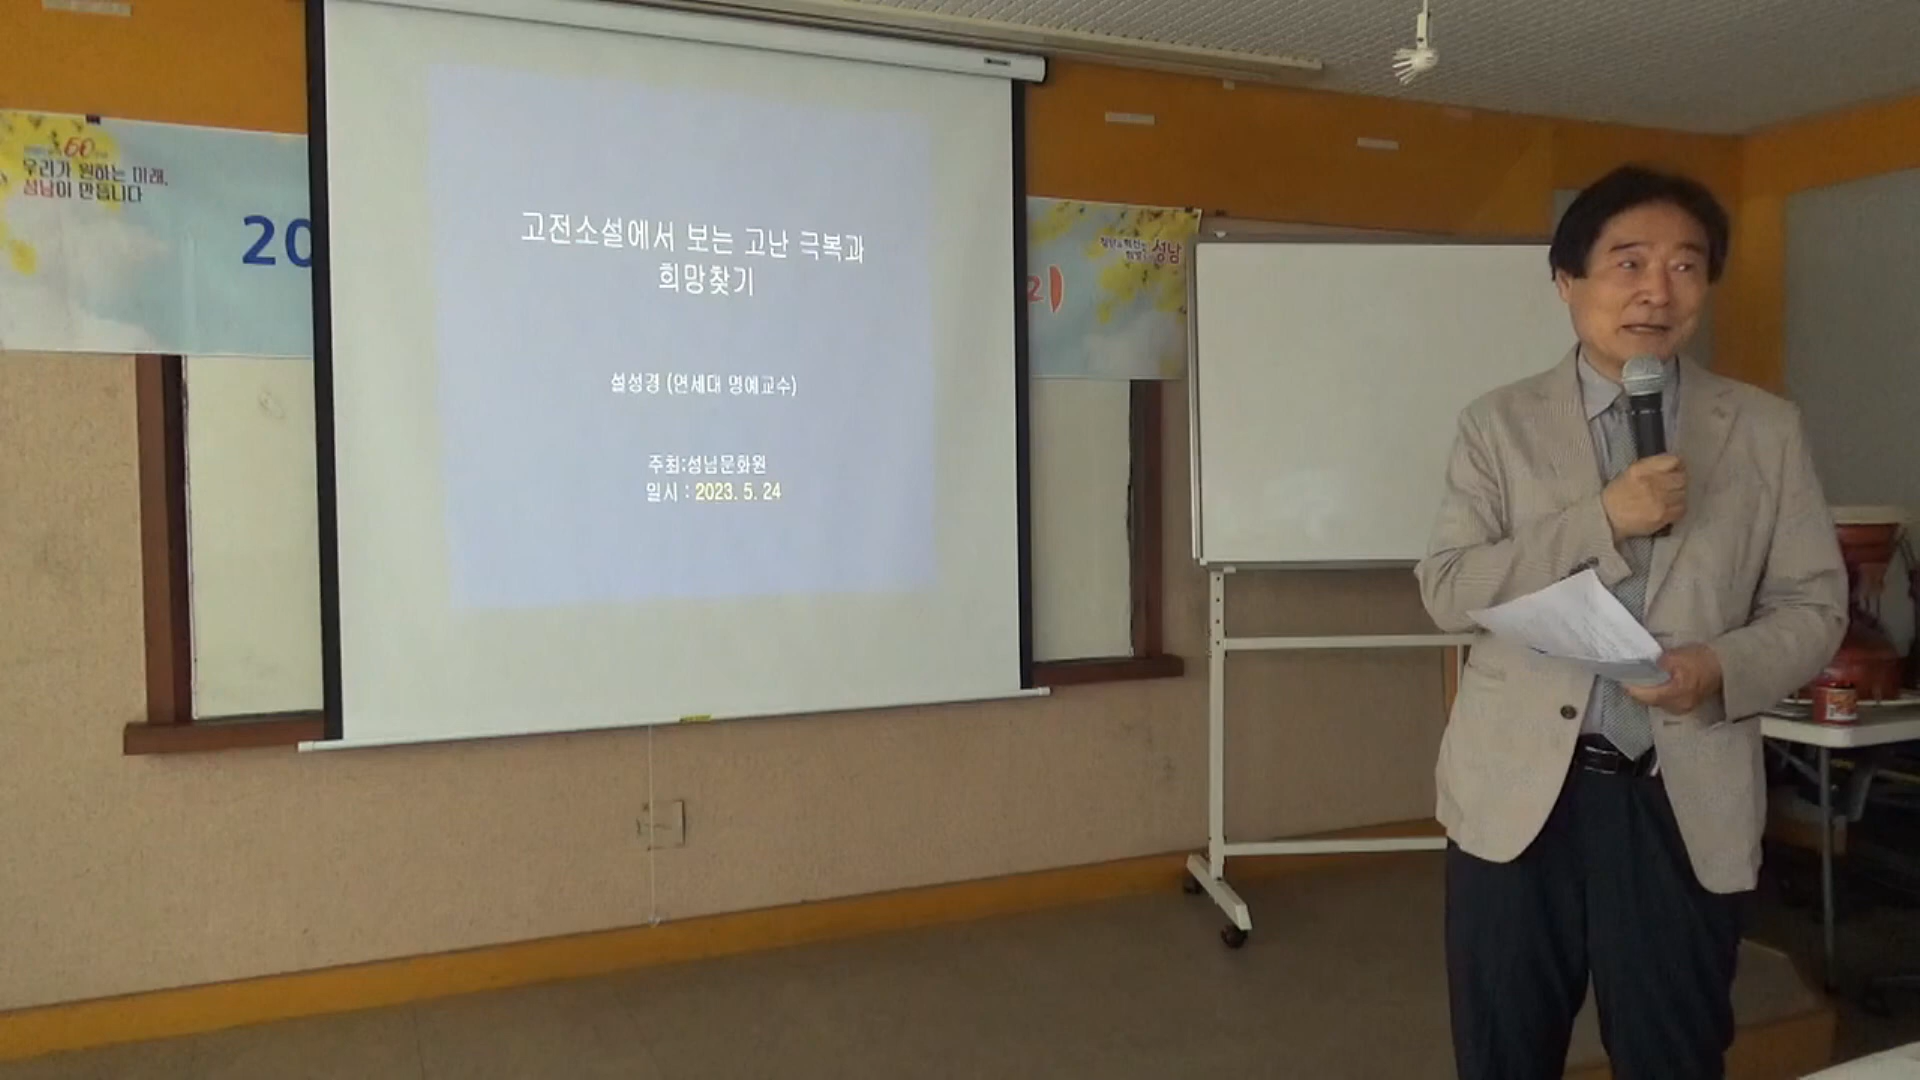 60
우리가 원하는 미래,
성남이 만듭니다
20
고전소설에서 보는 고난 극복과
희망찾기
설성경 (연세대 명예교수)
주최:성남문화원
일시 : 2023. 5. 24
성남